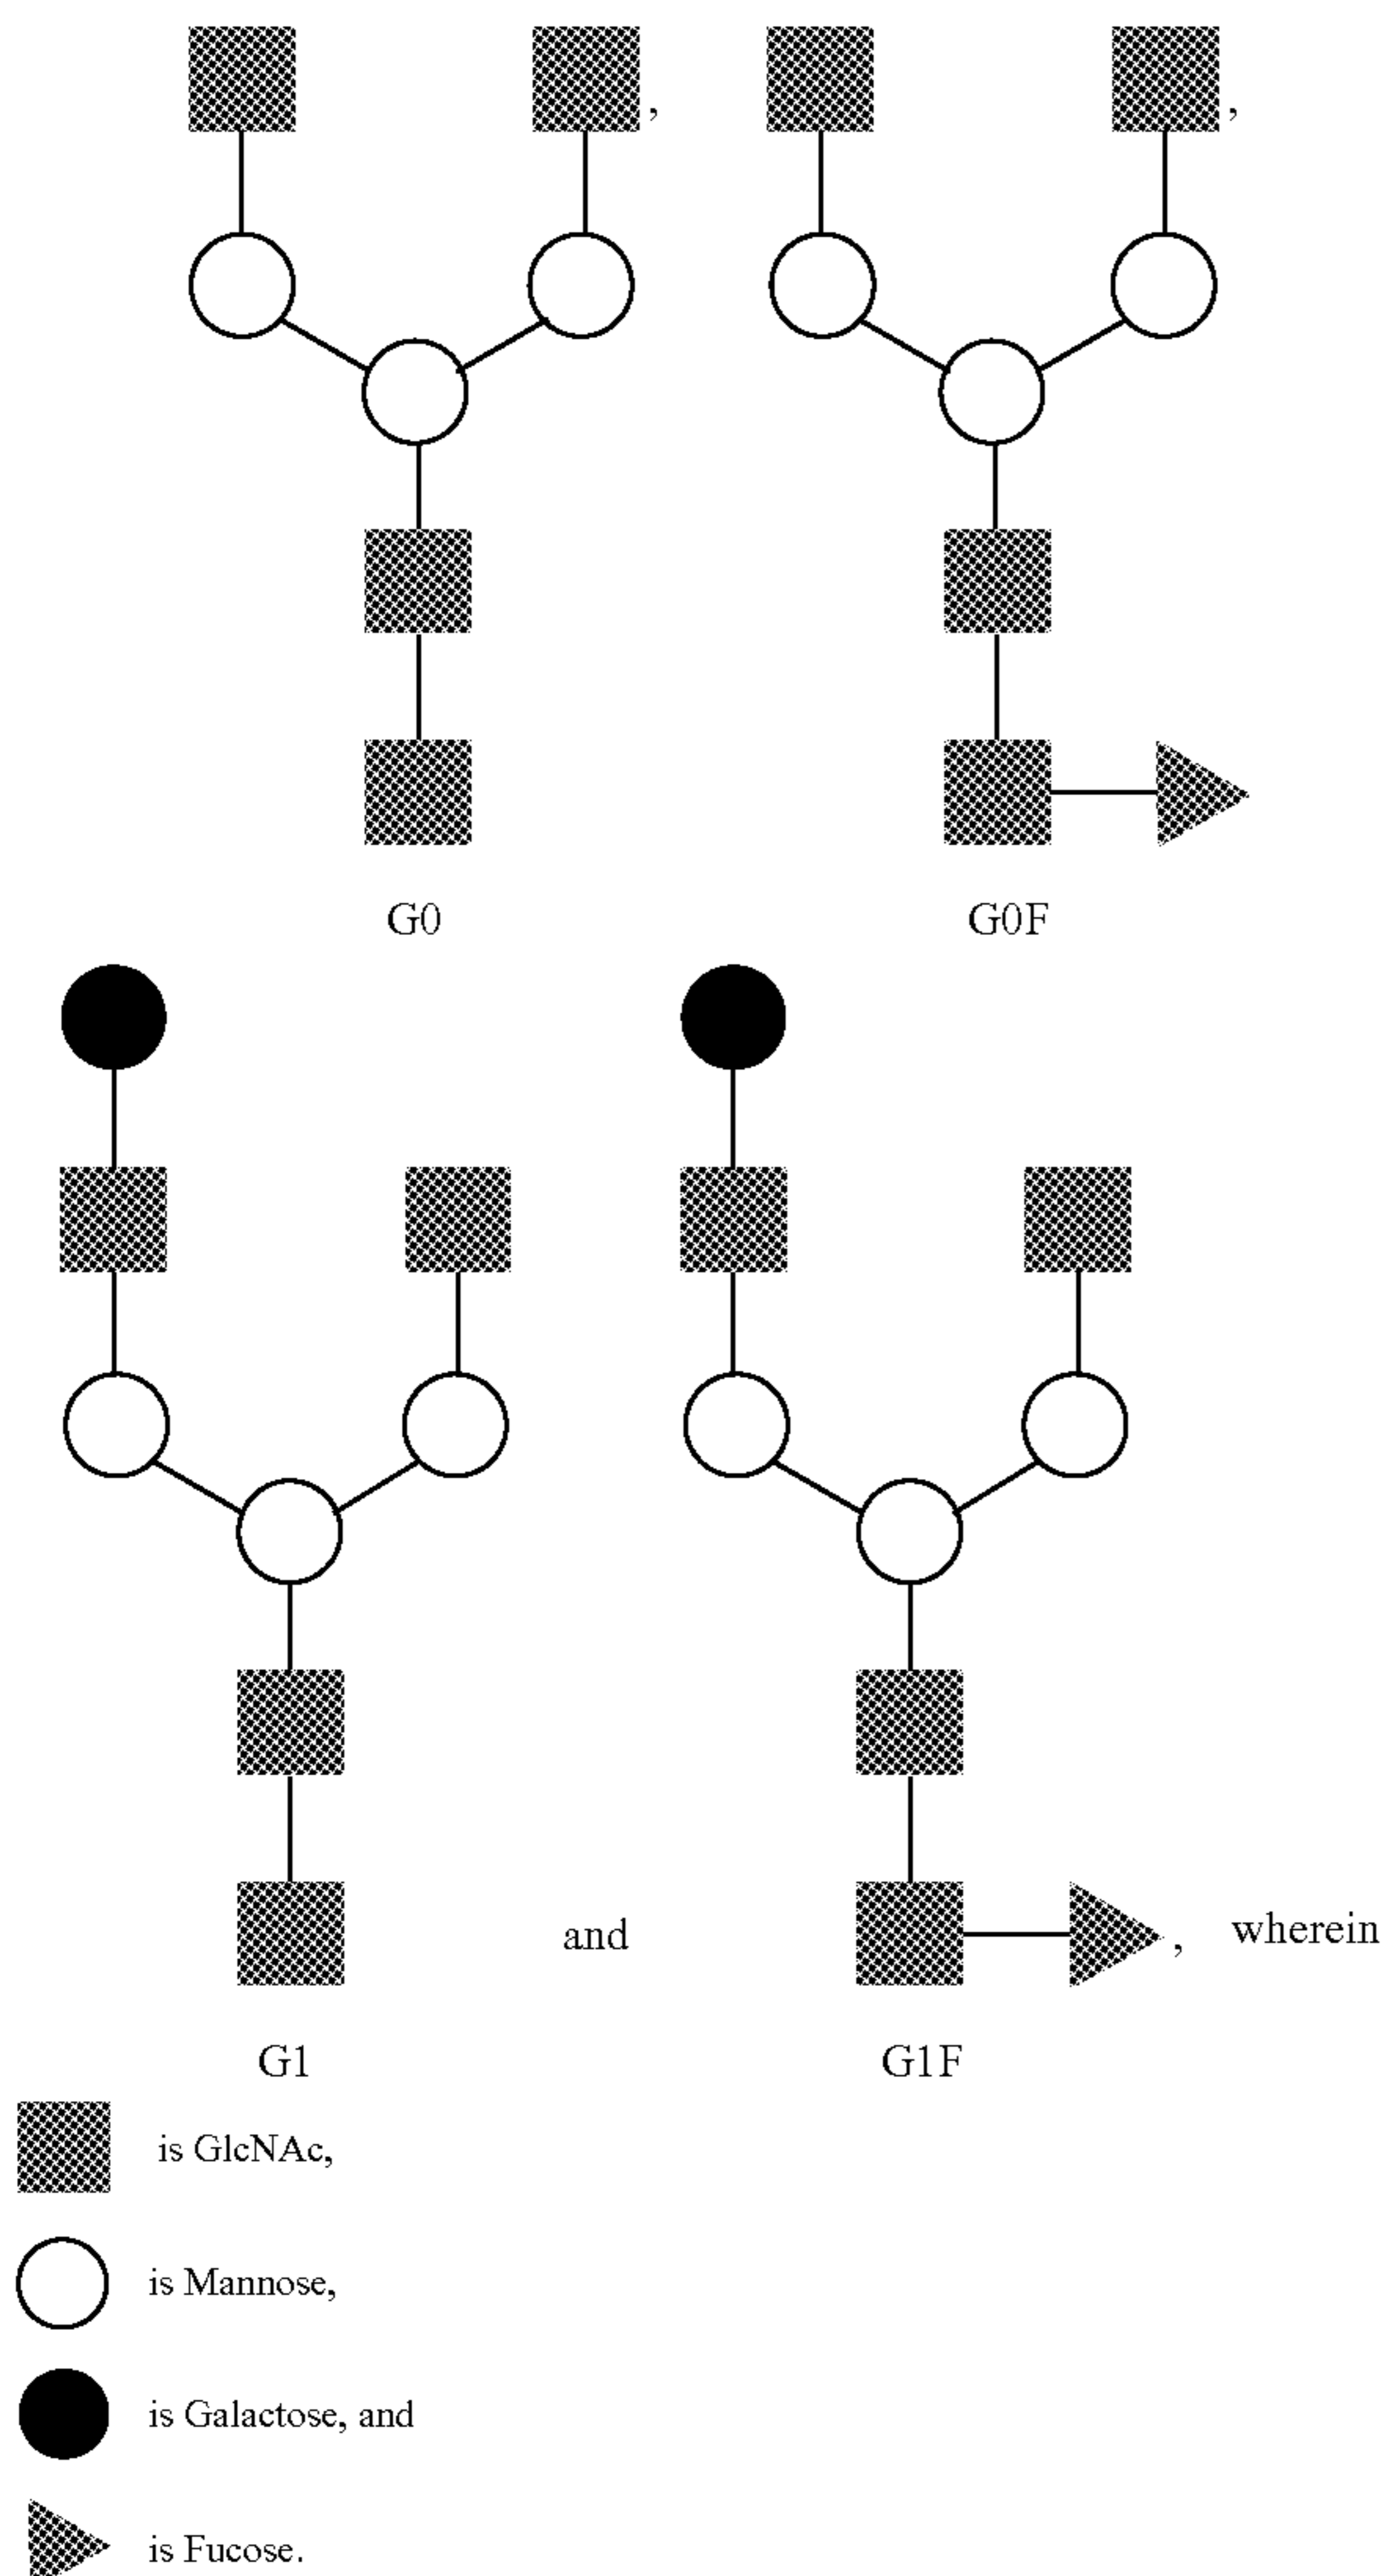 , ,
G0 G0F
and , wherein
G1 G1F
is GlcNAc,
is Mannose,
is Galactose, and
is Fucose.